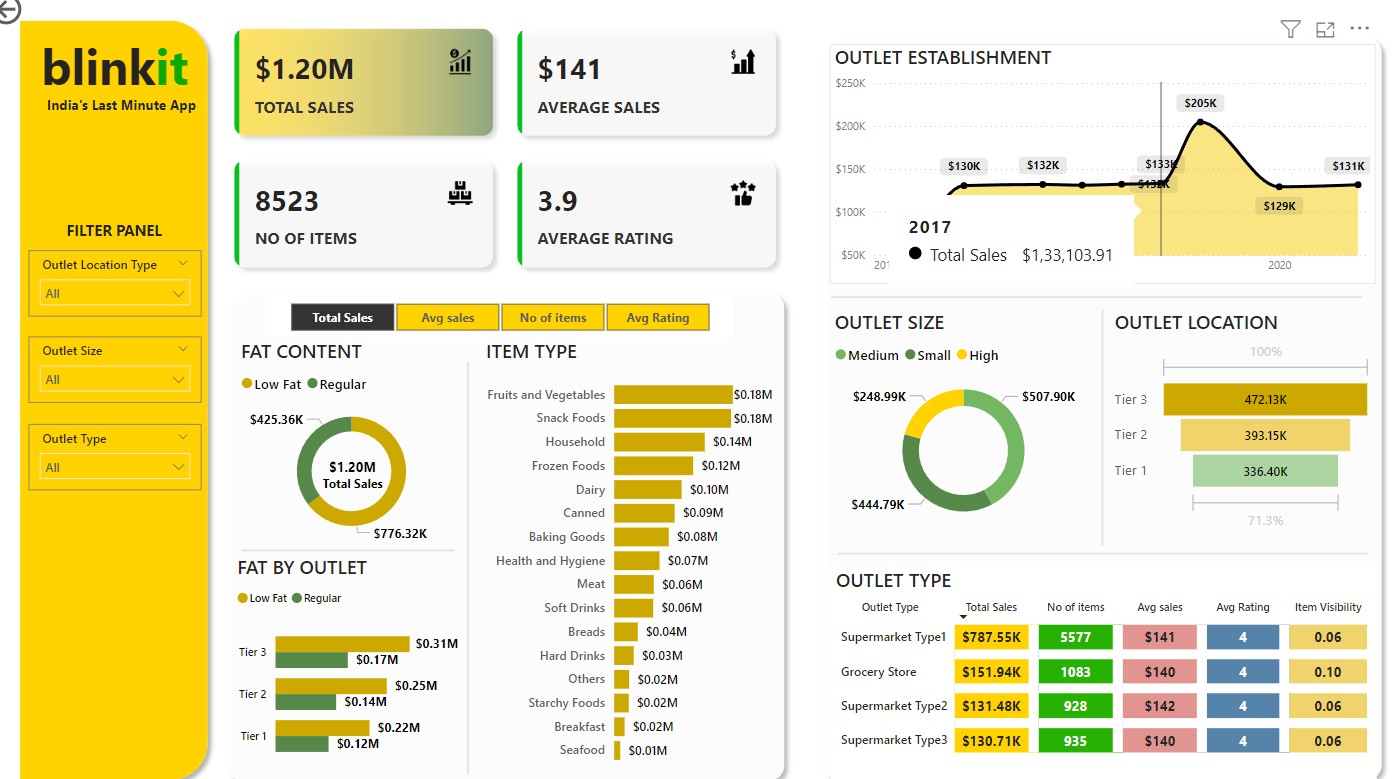 blinkit
India's Last Minute App
FILTER PANEL
Outlet Location Type
All
Outlet Size
All
Outlet Type
All
$1.20M
TOTAL SALES
$141
AVERAGE SALES
8523
NO OF ITEMS
3.9
AVERAGE RATING
Total Sales Avg sales No of items Avg Rating
FAT CONTENT
Low Fat Regular
$425.36K
$1.20M
Total Sales
$776.32K
FAT BY OUTLET
Low Fat Regular
Tier 3 $0.31M
$0.17M
Tier 2 $0.25M
$0.14M
Tier 1 $0.22M
$0.12M
ITEM TYPE
Fruits and Vegetables $0.18M
Snack Foods $0.18M
Household $0.14M
Frozen Foods $0.12M
Dairy $0.10M
Canned $0.09M
Baking Goods $0.08M
Health and Hygiene $0.07M
Meat $0.06M
Soft Drinks $0.06M
Breads $0.04M
Hard Drinks $0.03M
Others $0.02M
Starchy Foods $0.02M
Breakfast $0.02M
Seafood $0.01M
OUTLET ESTABLISHMENT
$250K
$200K
$150K
$100K
$50K
$130K $132K $133K $205K $129K $131K
$132K
2017
Total Sales $1,33,103.91
2020
OUTLET SIZE
Medium Small High
$248.99K $507.90K
$444.79K
OUTLET LOCATION
100%
Tier 3 472.13K
Tier 2 393.15K
Tier 1 336.40K
71.3%
OUTLET TYPE
Outlet Type Total Sales No of items Avg sales Avg Rating Item Visibility
Supermarket Type1 $787.55K 5577 $141 4 0.06
Grocery Store $151.94K 1083 $140 4 0.10
Supermarket Type2 $131.48K 928 $142 4 0.06
Supermarket Type3 $130.71K 935 $140 4 0.06